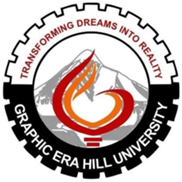 TRANSFORMING DREAMS INTO REALITY
GRAPHIC ERA HILL UNIVERSITY